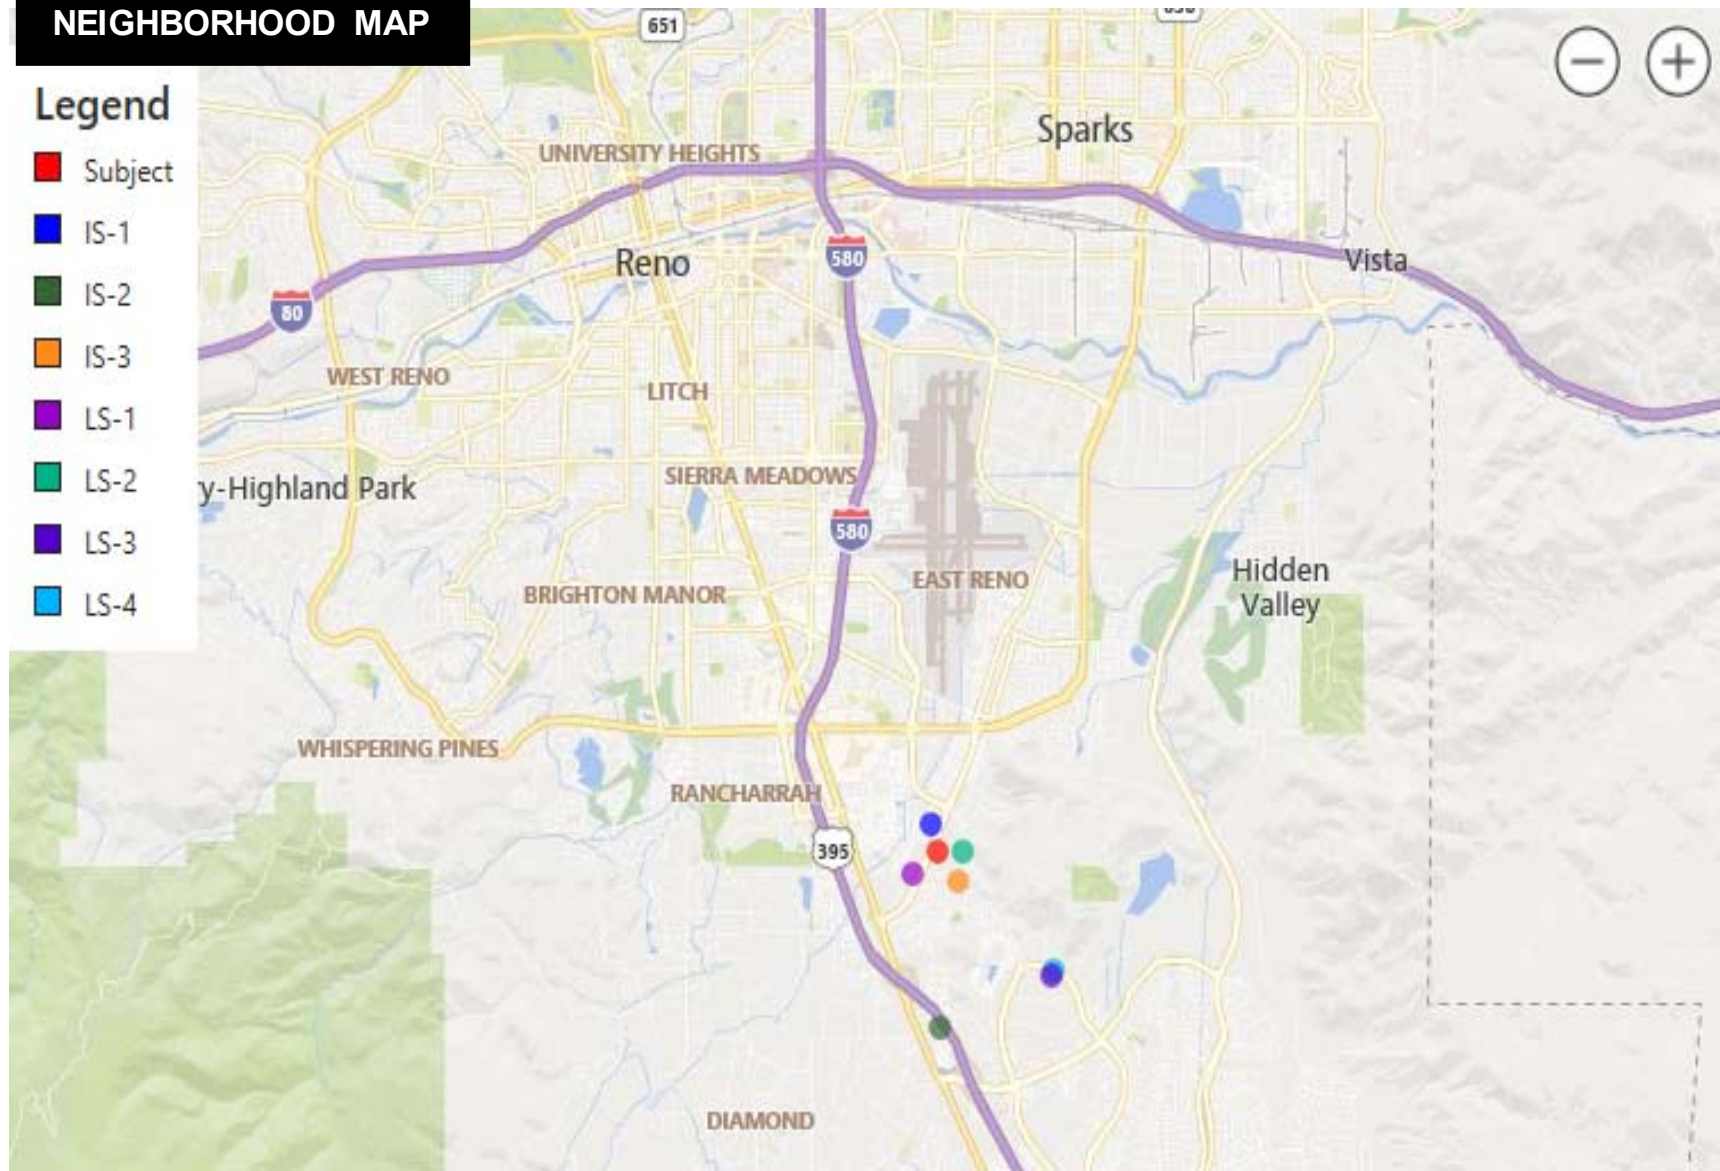 NEIGHBORHOOD MAP
Legend
Subject
IS-1
IS-2
IS-3
LS-1
LS-2
LS-3
LS-4
651
Sparks
UNIVERSITY HEIGHTS
Reno
580
Vista
80
WEST RENO
LITCH
SIERRA MEADOWS
y-Highland Park
580
Hidden
Valley
EAST RENO
BRIGHTON MANOR
WHISPERING PINES
RANCHARRAH
395
DIAMOND